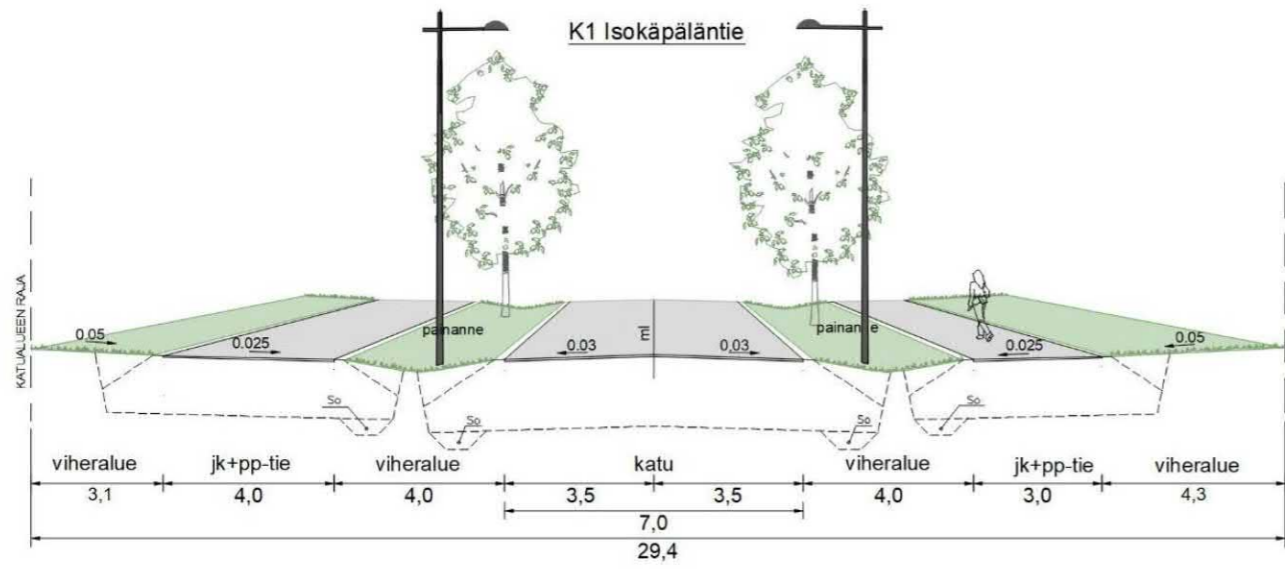 K1 Isokäpäläntie
KATUALUEEN RAJA
0.05
0.025
painanne
0.03
ml
0.03
painanne
0.025
0.05
So
So
So
So
viheralue
jk+pp-tie
viheralue
katu
viheralue
jk+pp-tie
viheralue
3,1
4,0
4,0
3,5
3,5
4,0
3,0
4,3
7,0
29,4